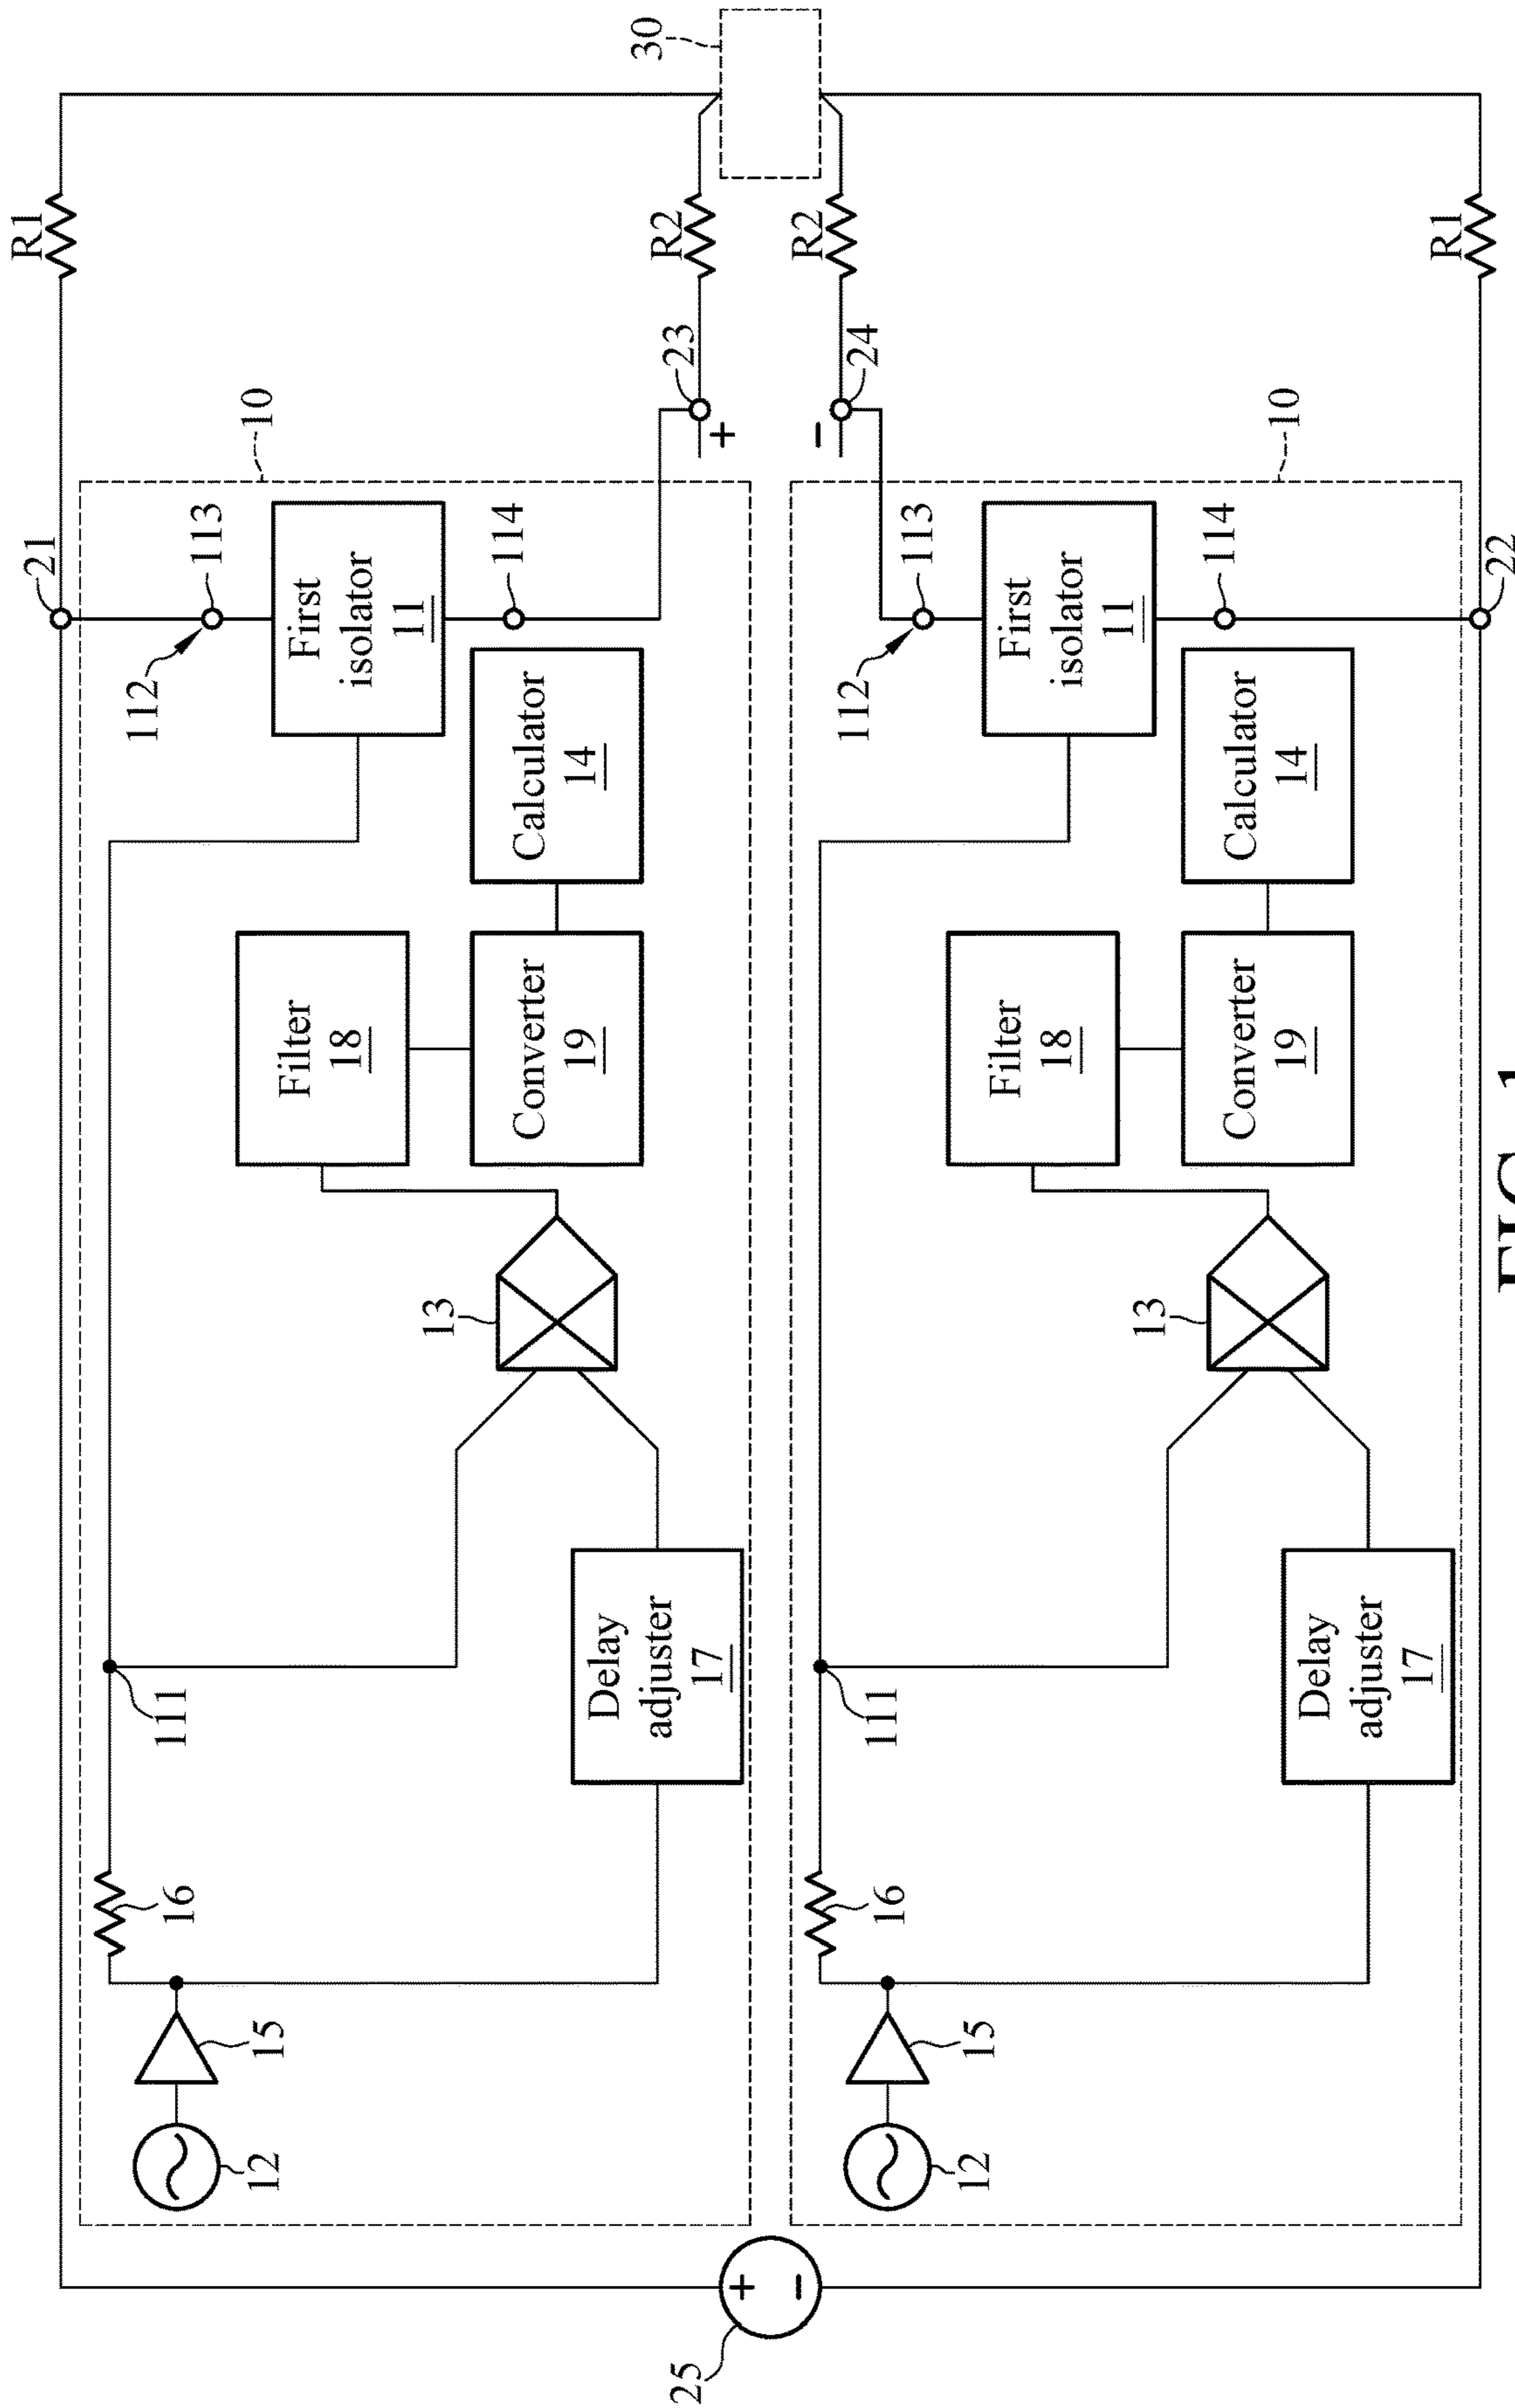 21
R1
10
112
113
111
16
15
12
First
isolator
11
114
Filter
18
13
Calculator
14
Converter
19
Delay
adjuster
17
30
23
R2
25
+
−
+
−
24
R2
10
112
113
111
16
15
12
First
isolator
11
114
Filter
18
13
Calculator
14
Converter
19
Delay
adjuster
17
22
R1
FIG. 1